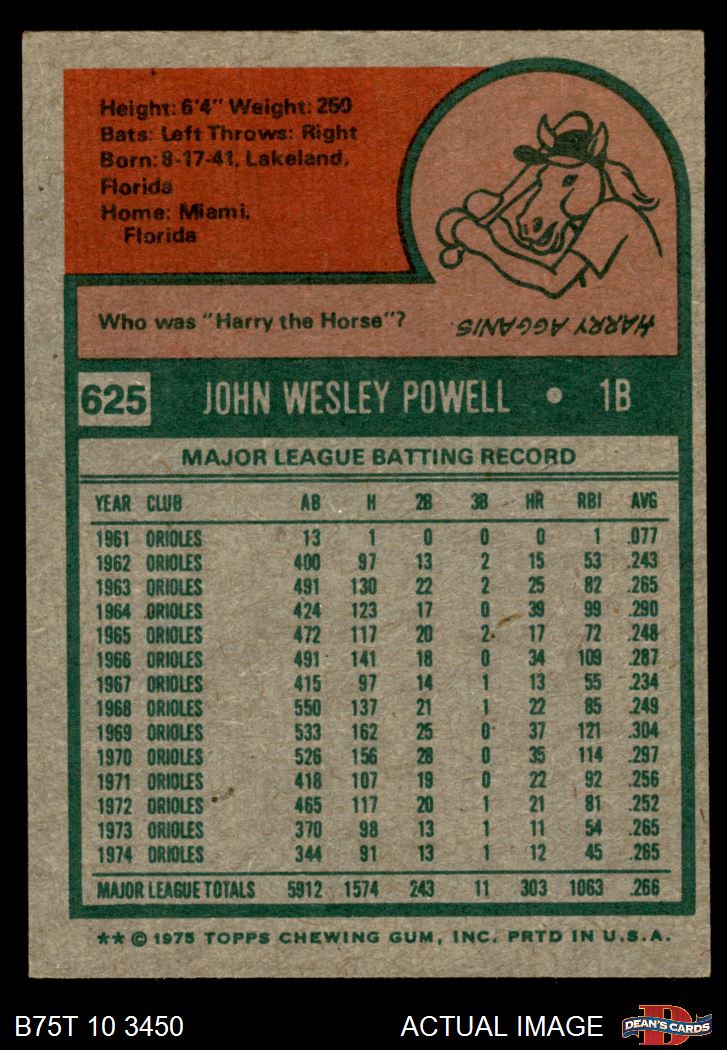 Height: 6'4" Weight: 250
Bats: Left Throws: Right
Born: 8-17-41, Lakeland,
Florida
Home: Miami,
Florida
Who was "Harry the Horse"?
HARRY AGGANIS.
625 JOHN WESLEY POWELL • 1B
MAJOR LEAGUE BATTING RECORD
YEAR CLUB AB H 2B 3B HR RBI AVG
1961 ORIOLES 13 1 0 0 0 1 .077
1962 ORIOLES 400 97 13 2 15 53 .243
1963 ORIOLES 491 130 22 2 25 82 .265
1964 ORIOLES 424 123 17 0 39 99 .290
1965 ORIOLES 472 117 20 2 17 72 .248
1966 ORIOLES 491 141 18 0 34 109 .287
1967 ORIOLES 415 97 14 1 13 55 .234
1968 ORIOLES 550 137 21 1 22 85 .249
1969 ORIOLES 533 162 25 0 37 121 .304
1970 ORIOLES 526 156 28 0 35 114 .297
1971 ORIOLES 418 107 19 0 22 92 .256
1972 ORIOLES 465 117 20 1 21 81 .252
1973 ORIOLES 370 98 13 1 11 54 .265
1974 ORIOLES 344 91 13 1 12 45 .265
MAJOR LEAGUE TOTALS 5912 1574 243 11 303 1063 .266
** © 1975 TOPPS CHEWING GUM, INC. PRTD IN U.S.A.
B75T 10 3450 ACTUAL IMAGE
D
DEAN'S CARDS